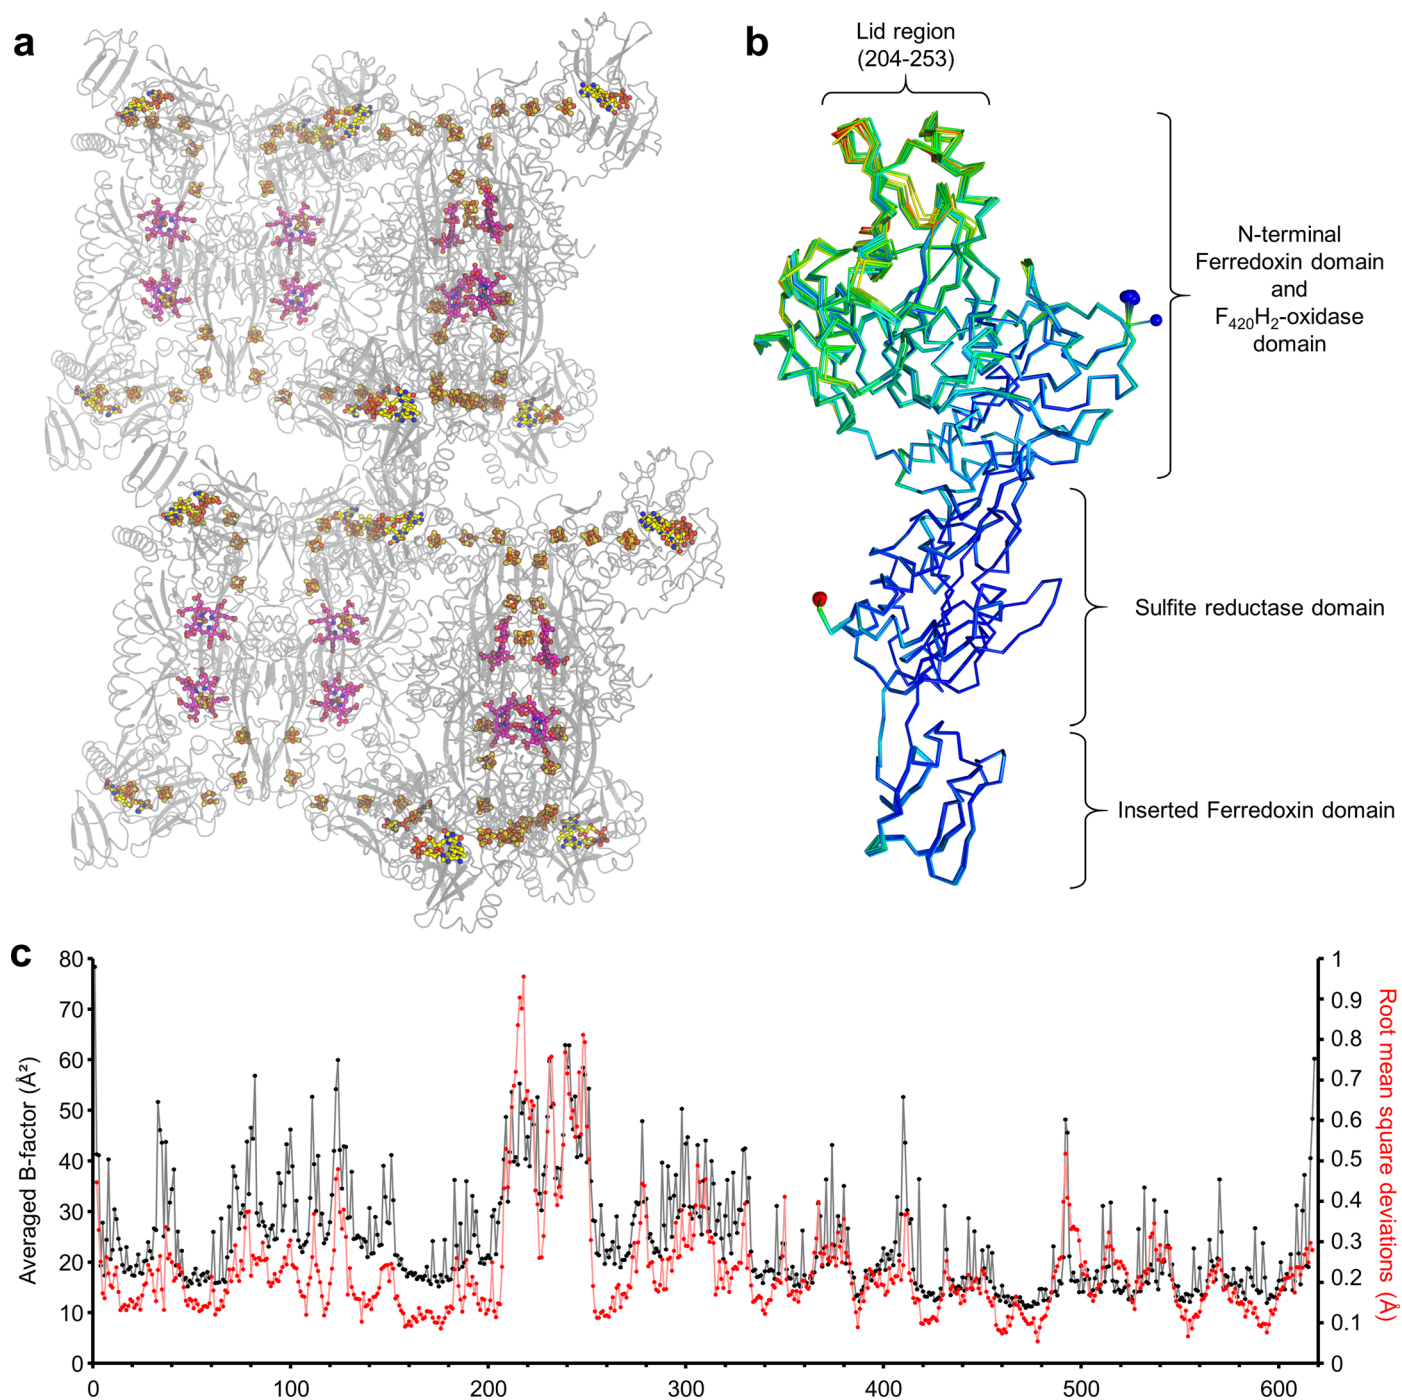 a
b
Lid region
(204-253)
N-terminal
Ferredoxin domain
and
F₄₂₀H₂-oxidase
domain
Sulfite reductase domain
Inserted Ferredoxin domain
c
Averaged B-factor (Å²)
80
70
60
50
40
30
20
10
0
0
100
200
300
400
500
600
1
0.9
0.8
0.7
0.6
0.5
0.4
0.3
0.2
0.1
0
Root mean square deviations (Å)